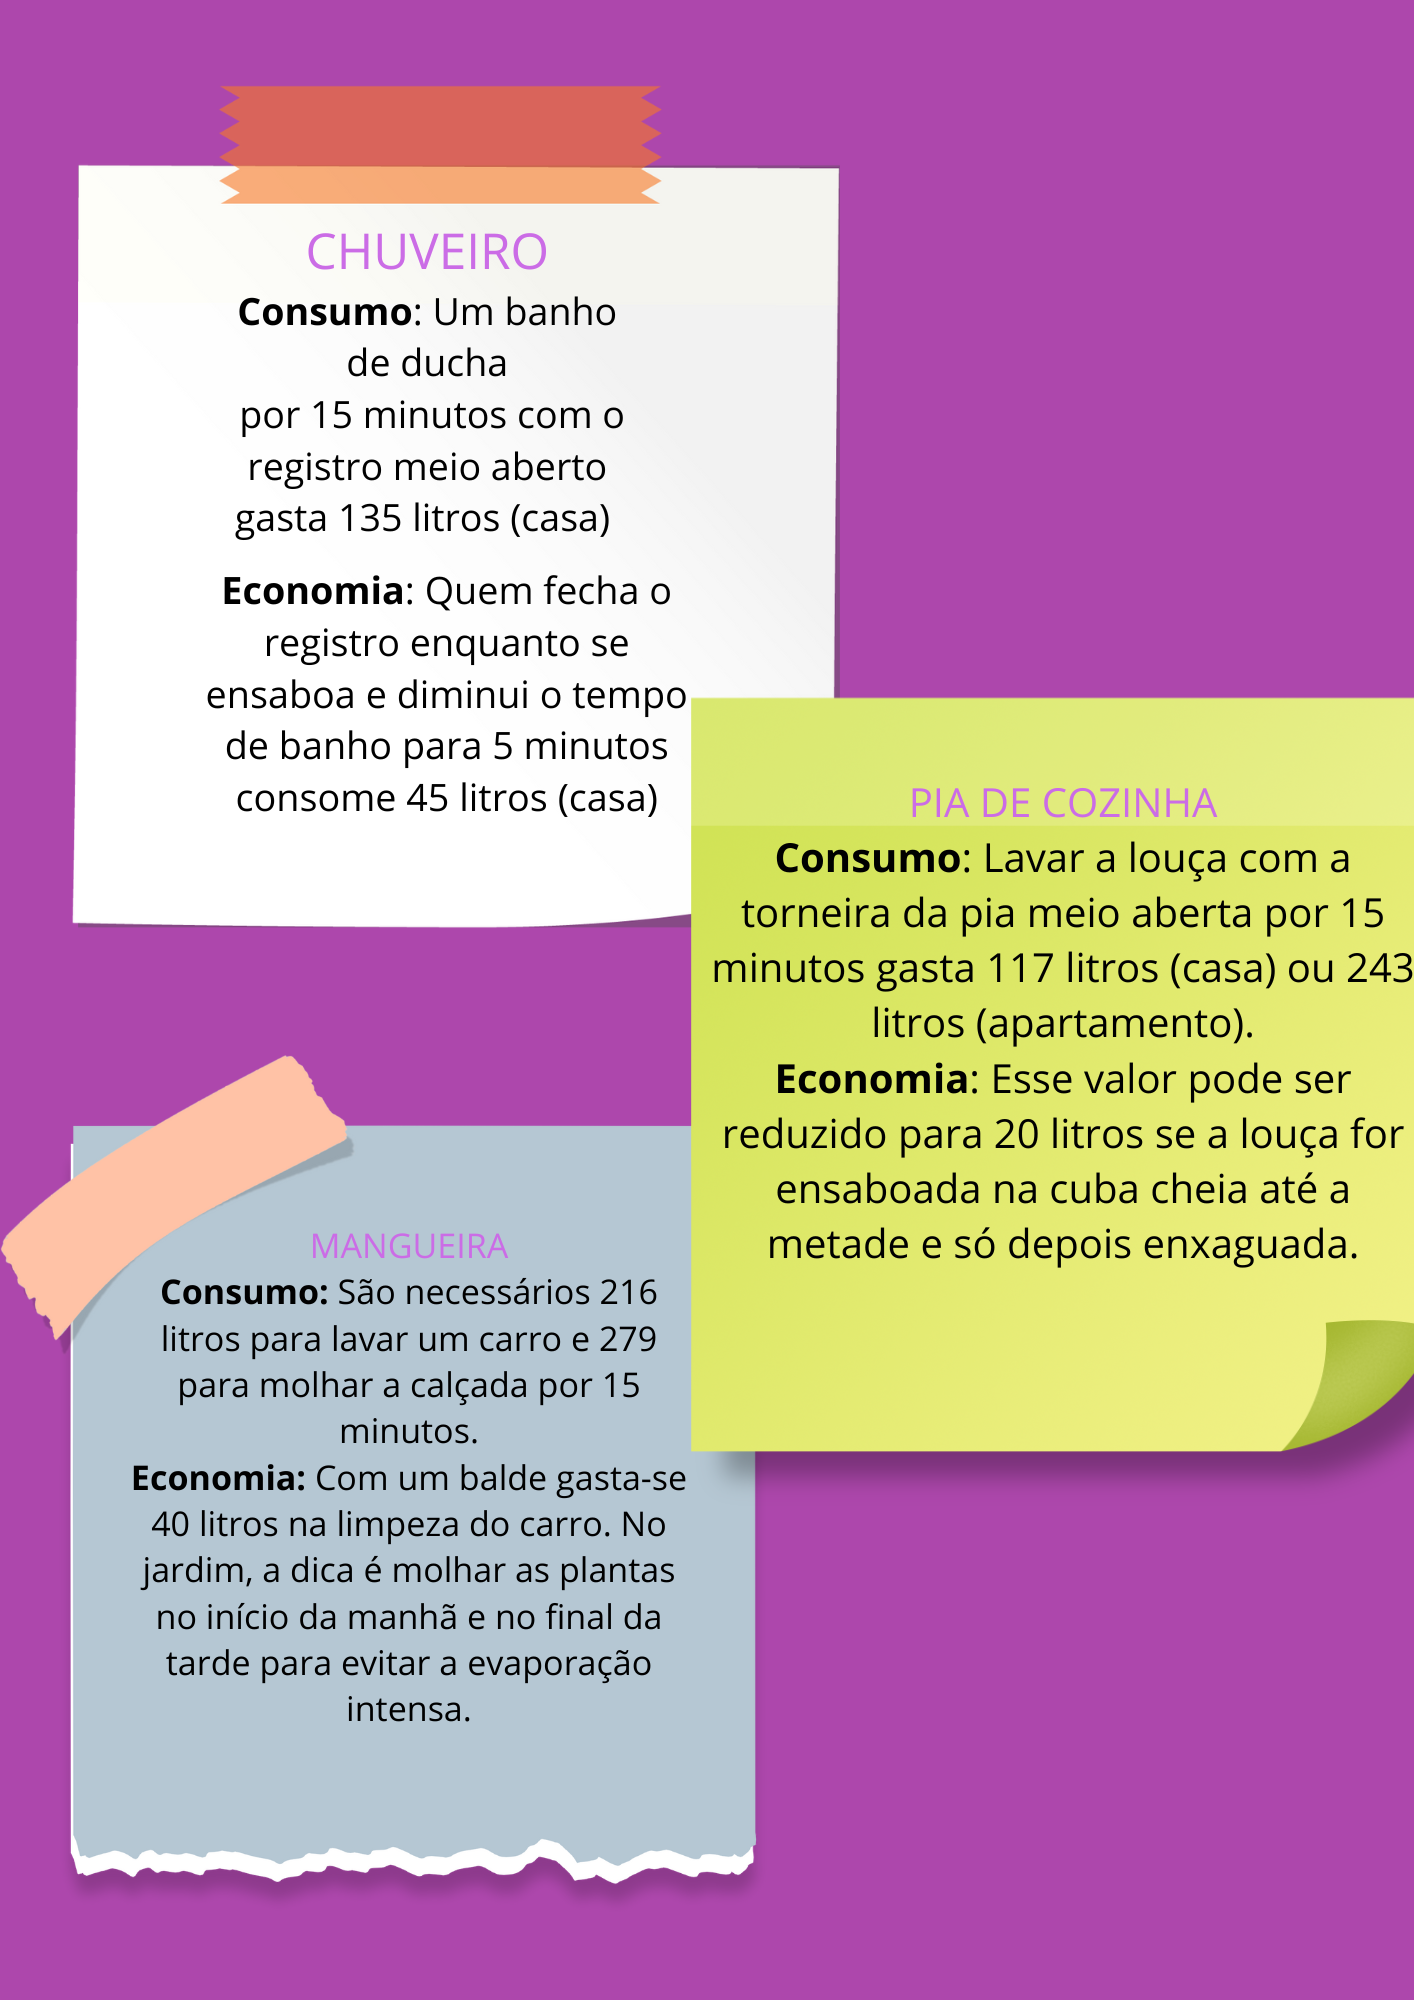 CHUVEIRO
Consumo: Um banho
de ducha
por 15 minutos com o
registro meio aberto
gasta 135 litros (casa)
Economia: Quem fecha o
registro enquanto se
ensaboa e diminui o tempo
de banho para 5 minutos
consome 45 litros (casa)
PIA DE COZINHA
Consumo: Lavar a louça com a
torneira da pia meio aberta por 15
minutos gasta 117 litros (casa) ou 243
litros (apartamento).
Economia: Esse valor pode ser
reduzido para 20 litros se a louça for
ensaboada na cuba cheia até a
metade e só depois enxaguada.
MANGUEIRA
Consumo: São necessários 216
litros para lavar um carro e 279
para molhar a calçada por 15
minutos.
Economia: Com um balde gasta-se
40 litros na limpeza do carro. No
jardim, a dica é molhar as plantas
no início da manhã e no final da
tarde para evitar a evaporação
intensa.